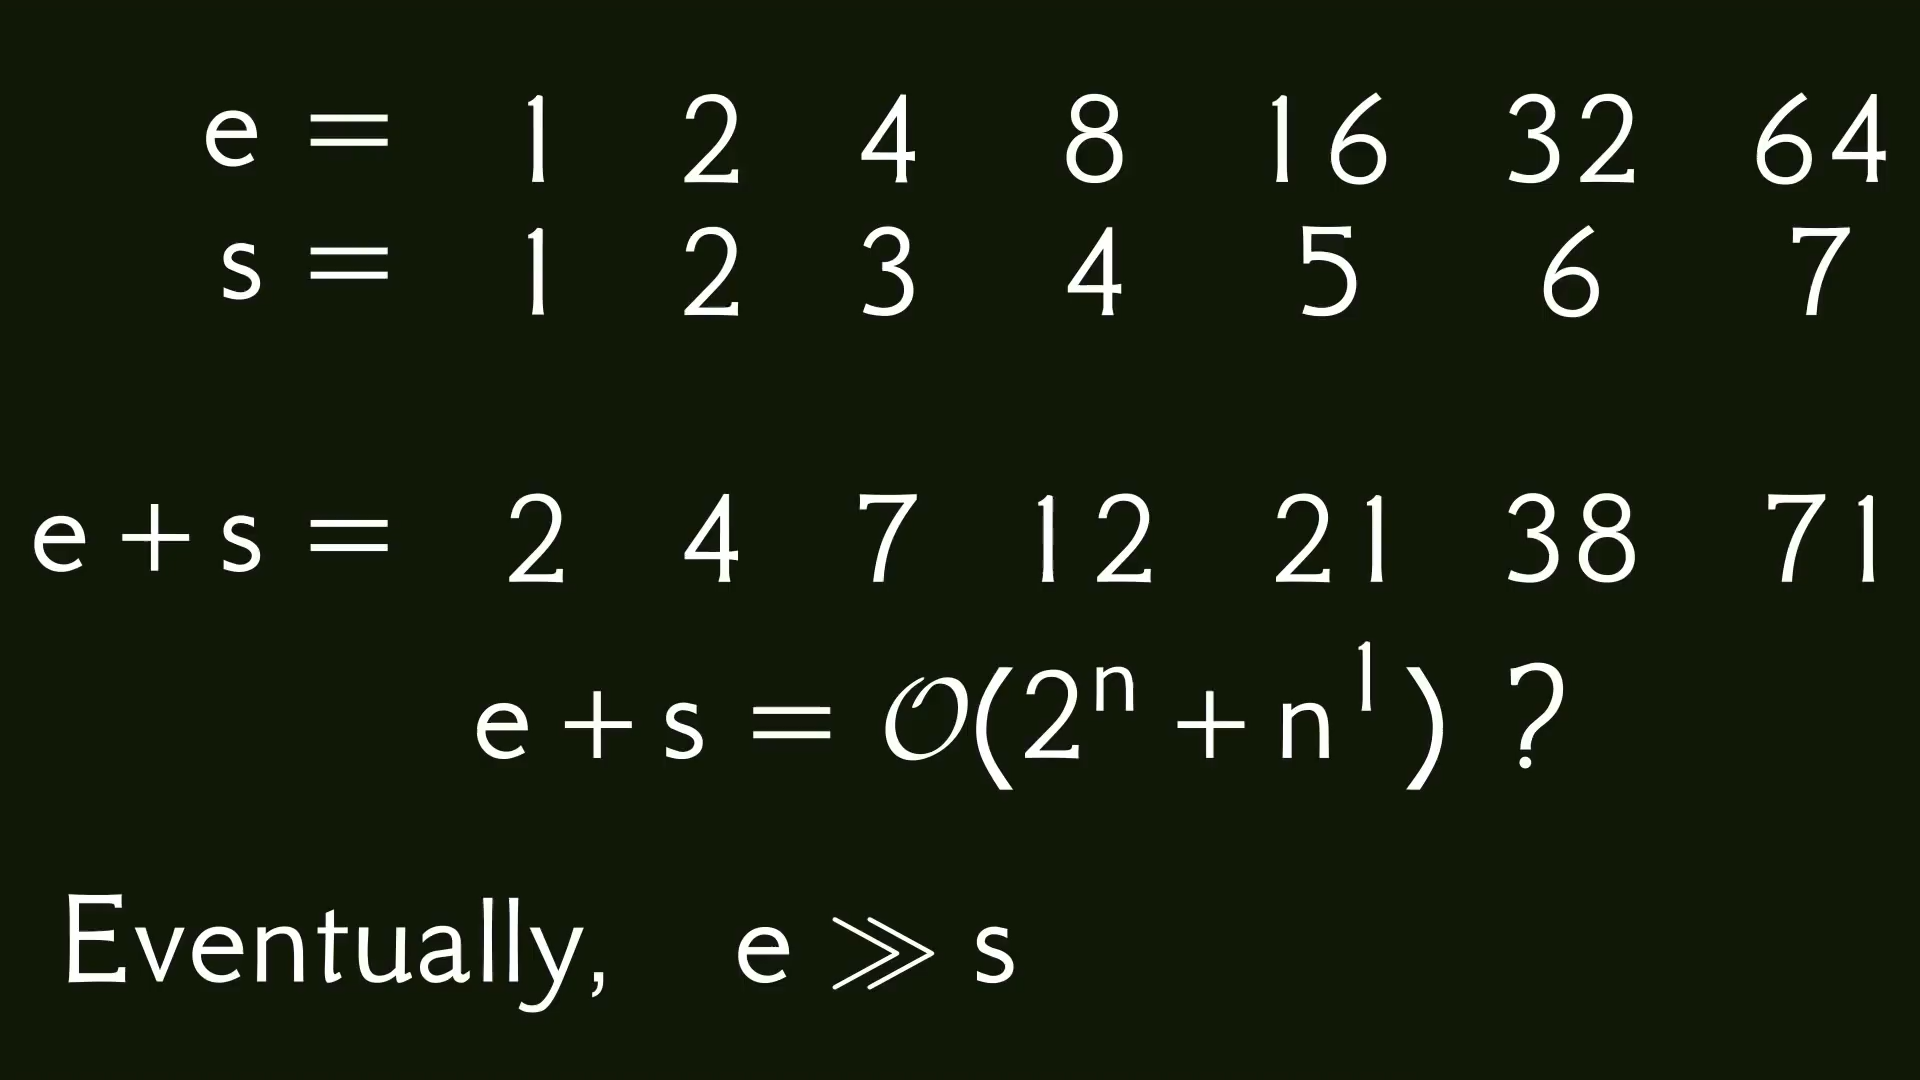 e = 1 2 4 8 16 32 64
s = 1 2 3 4 5 6 7
e + s = 2 4 7 12 21 38 71
e + s = 𝒪(2ⁿ + n¹) ?
Eventually, e ≫ s